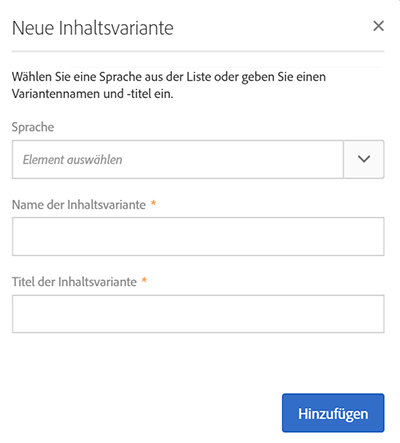 Neue Inhaltsvariante
Wählen Sie eine Sprache aus der Liste oder geben Sie einen
Variantennamen und -titel ein.
Sprache
Element auswählen
Name der Inhaltsvariante *
Titel der Inhaltsvariante *
Hinzufügen